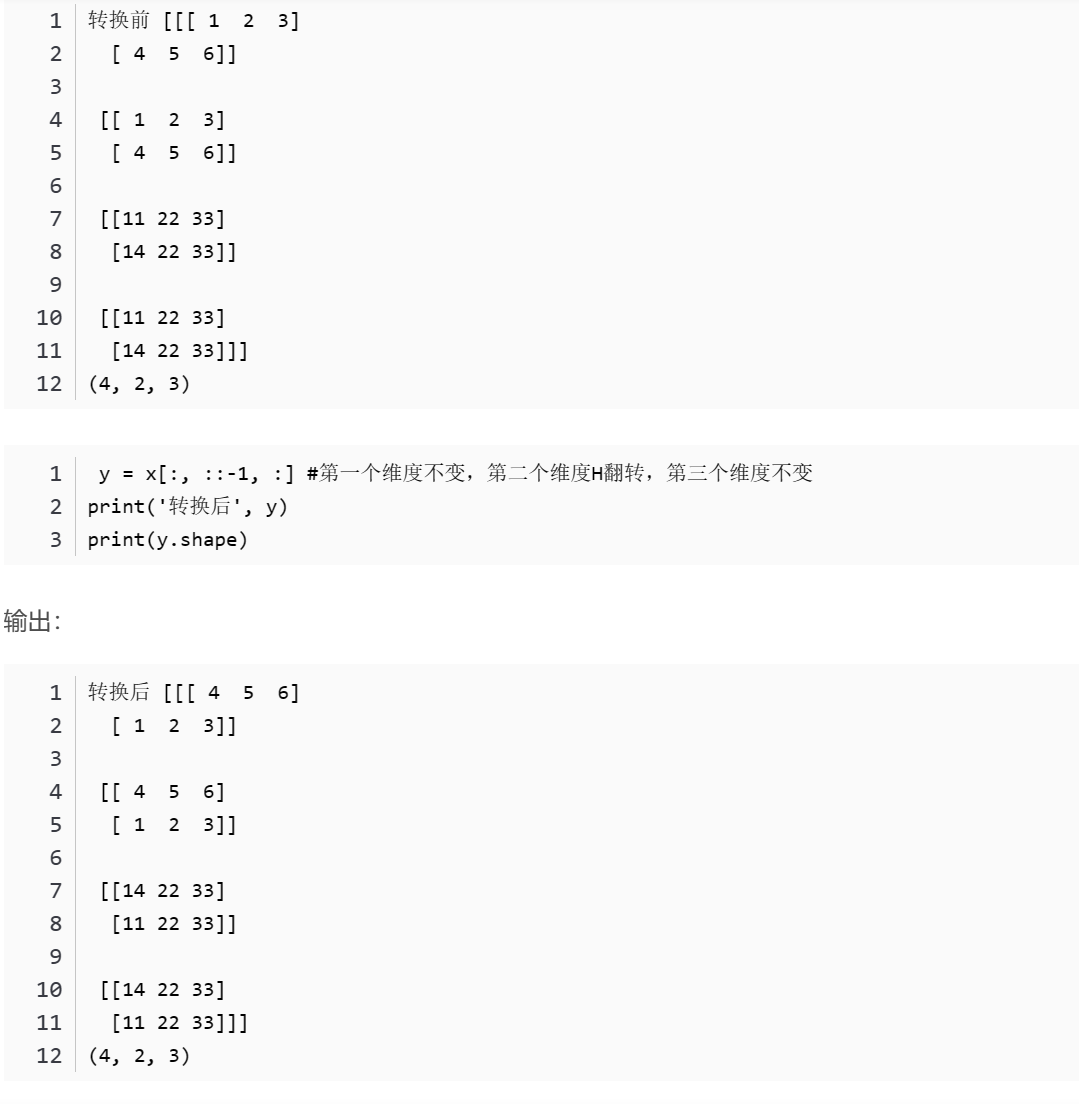 1 转换前 [[[ 1  2  3]
2   [ 4  5  6]]
3
4  [[ 1  2  3]
5   [ 4  5  6]]
6
7  [[11 22 33]
8   [14 22 33]]
9
10  [[11 22 33]
11   [14 22 33]]]
12 (4, 2, 3)
1  y = x[:, ::-1, :] #第一个维度不变，第二个维度H翻转，第三个维度不变
2 print('转换后', y)
3 print(y.shape)
输出：
1 转换后 [[[ 4  5  6]
2   [ 1  2  3]]
3
4  [[ 4  5  6]
5   [ 1  2  3]]
6
7  [[14 22 33]
8   [11 22 33]]
9
10  [[14 22 33]
11   [11 22 33]]]
12 (4, 2, 3)